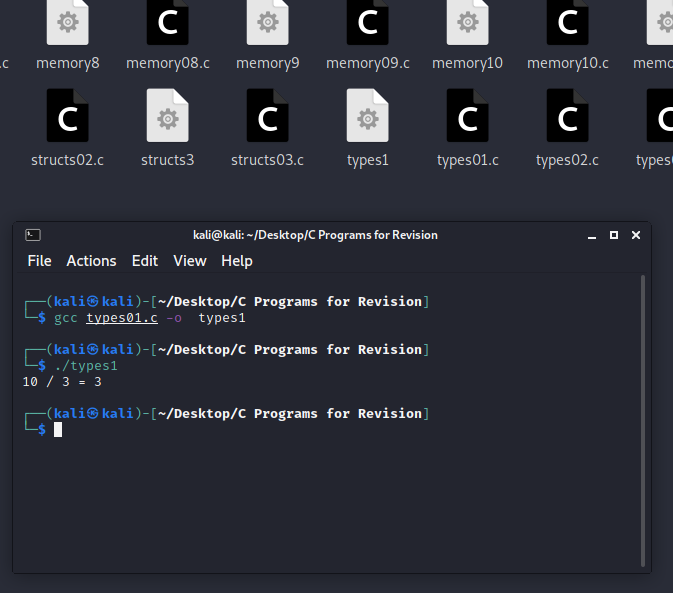 .c memory8 memory08.c memory9 memory09.c memory10 memory10.c memo
structs02.c structs3 structs03.c types1 types01.c types02.c types
kali@kali: ~/Desktop/C Programs for Revision
File Actions Edit View Help
┌──(kali㉿kali)-[~/Desktop/C Programs for Revision]
└─$ gcc types01.c -o  types1
┌──(kali㉿kali)-[~/Desktop/C Programs for Revision]
└─$ ./types1
10 / 3 = 3
┌──(kali㉿kali)-[~/Desktop/C Programs for Revision]
└─$